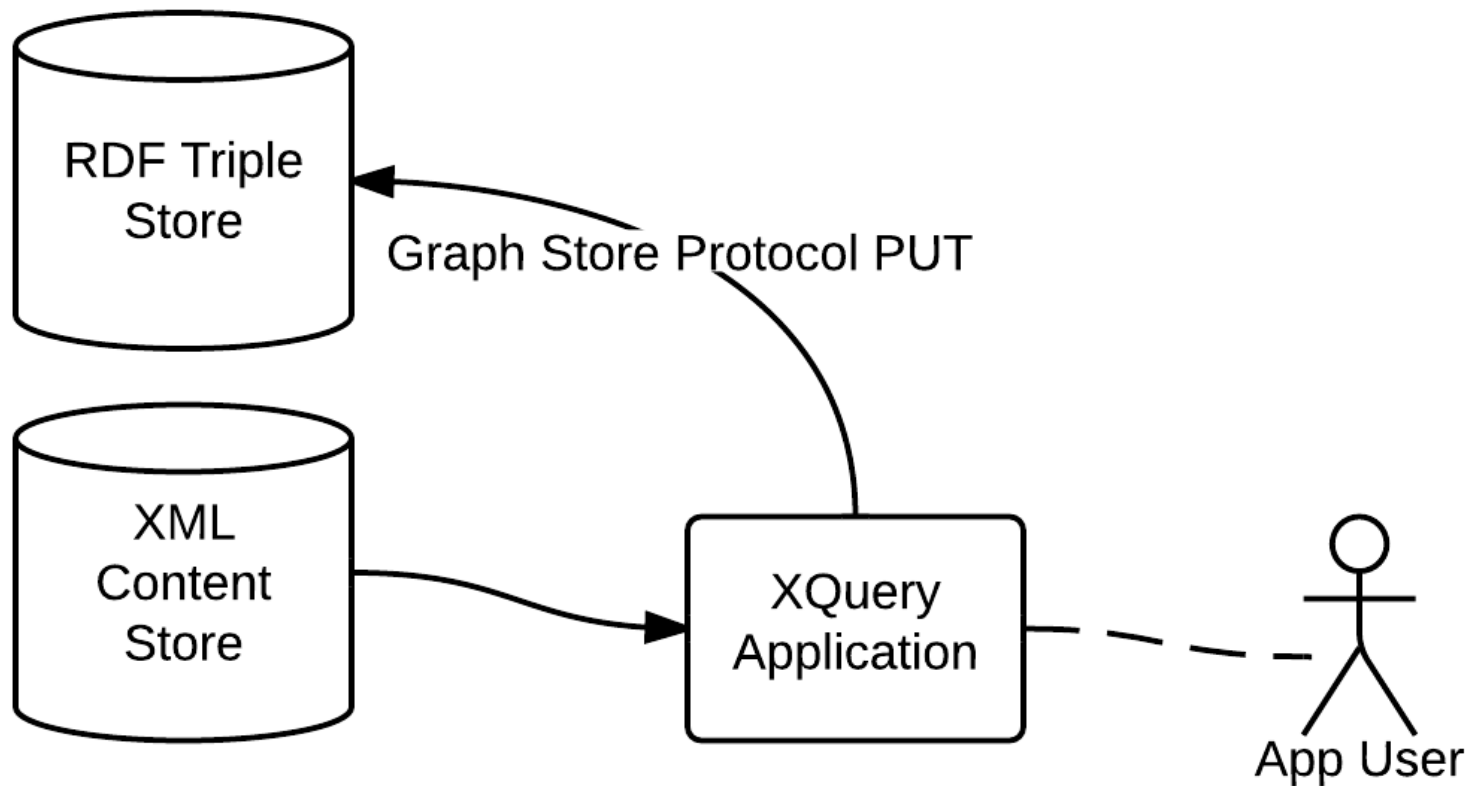 RDF Triple
Store
Graph Store Protocol PUT
XML
Content
Store
XQuery
Application
App User